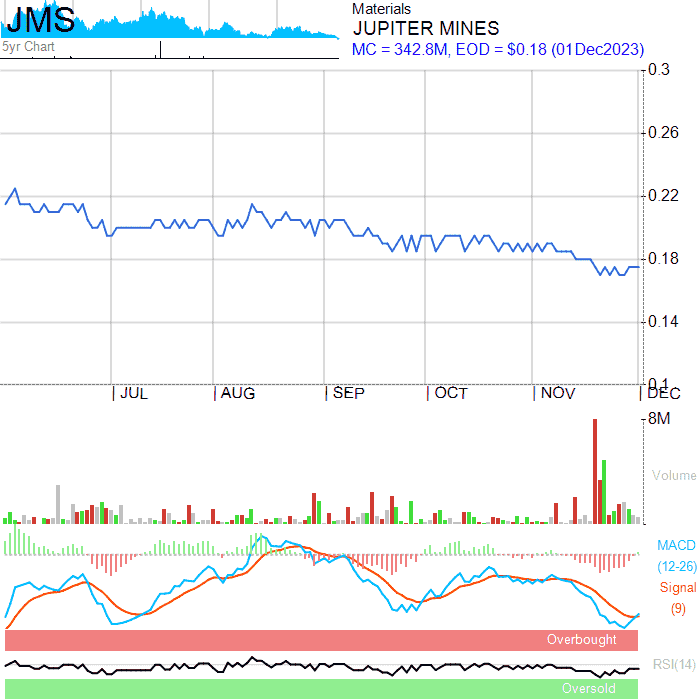 JMS
5yr Chart
Materials
JUPITER MINES
MC = 342.8M, EOD = $0.18 (01Dec2023)
0.3
0.26
0.22
0.18
0.14
0.1
JUL
AUG
SEP
OCT
NOV
DEC
8M
Volume
MACD
(12-26)
Signal
(9)
Overbought
RSI(14)
Oversold